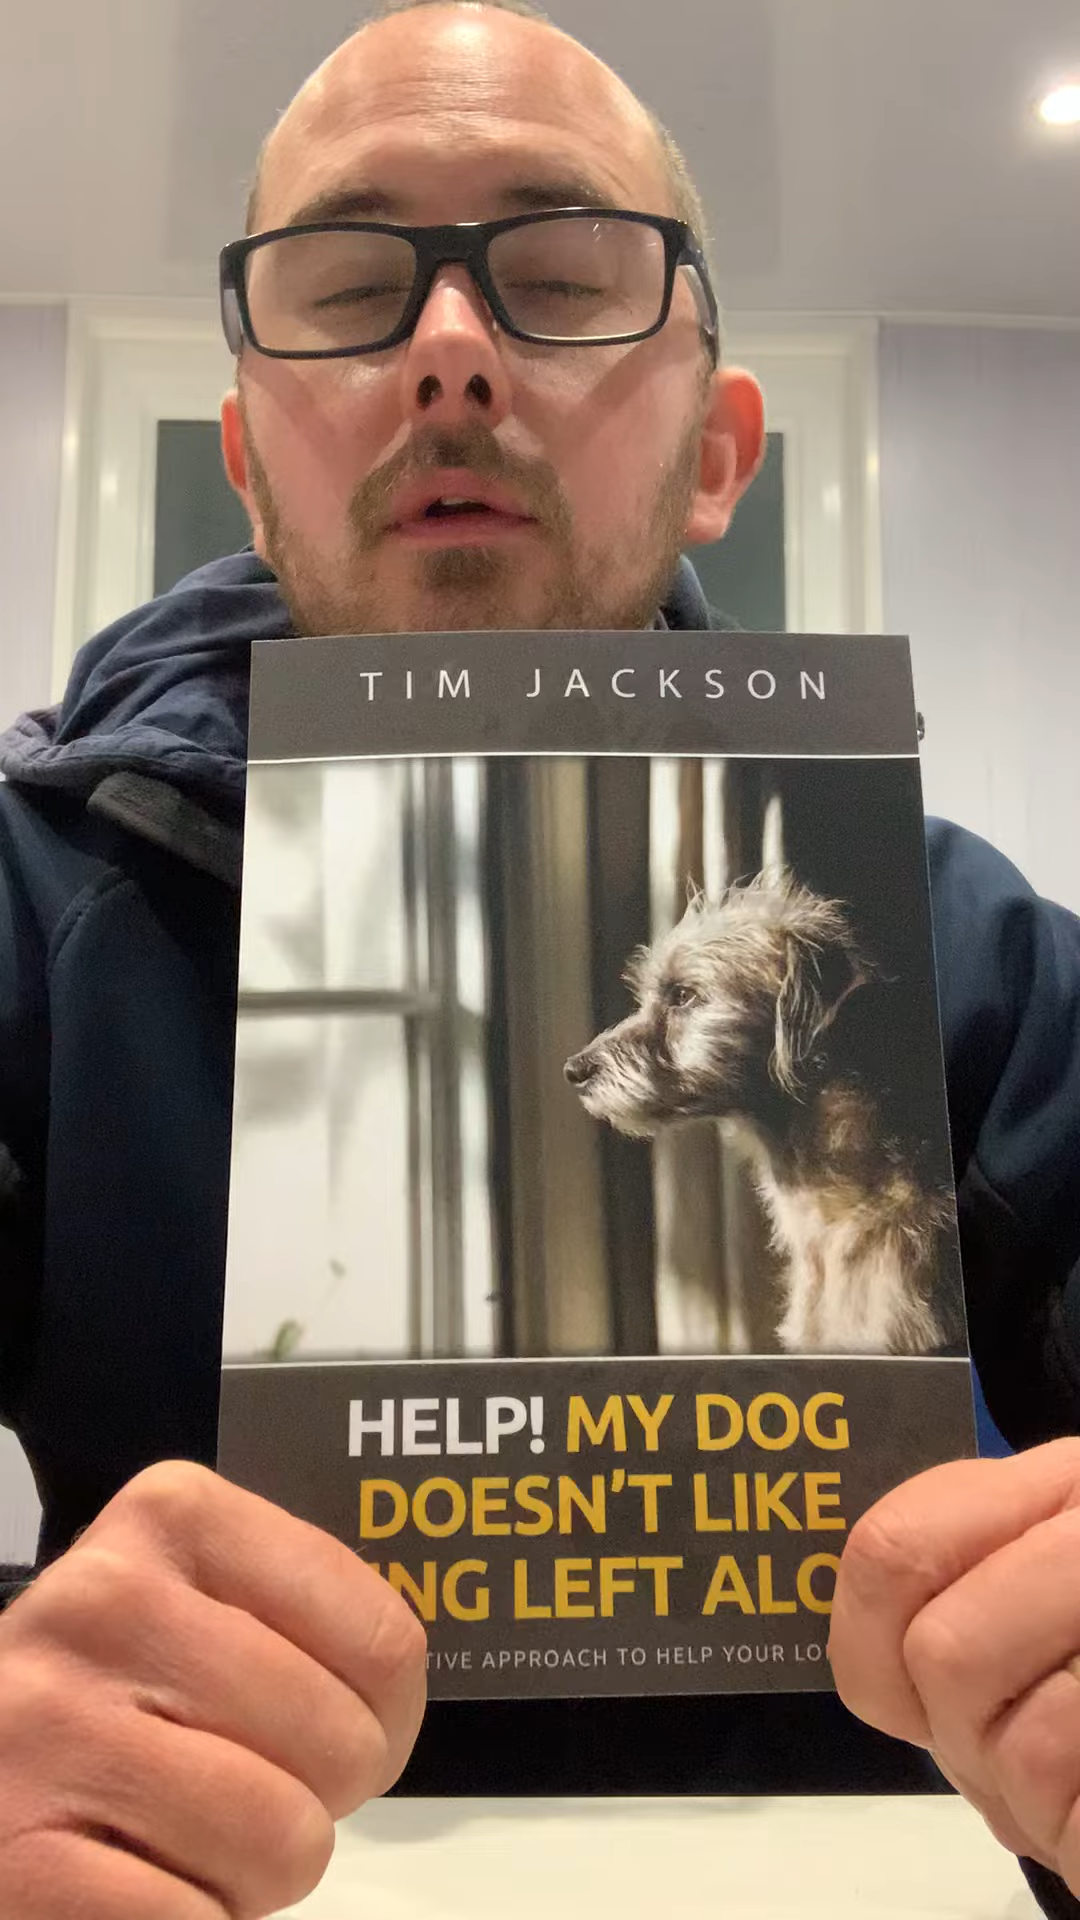 TIM JACKSON
HELP! MY DOG
DOESN'T LIKE
LEFT
APPROACH TO HELP YOUR